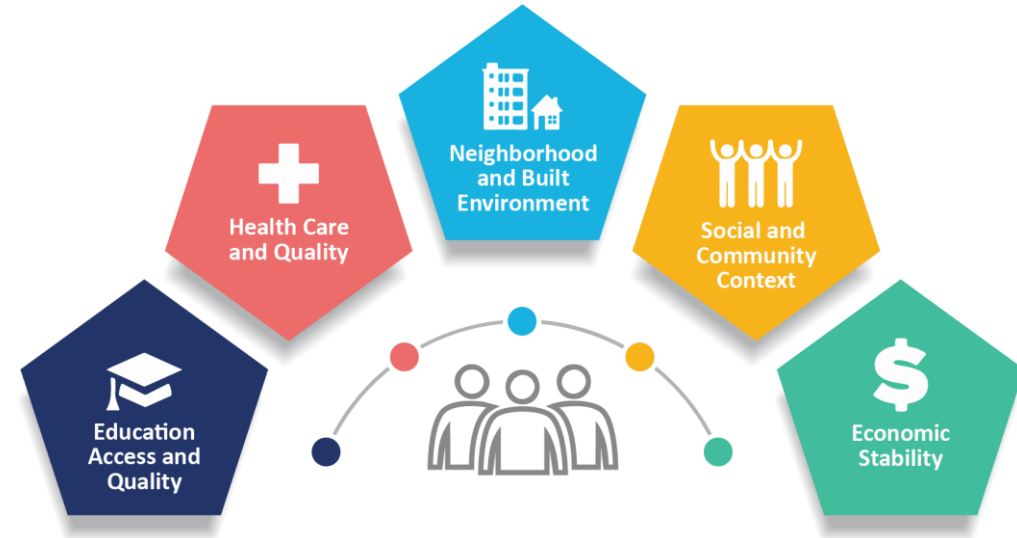 Education
Access and
Quality
Health Care
and Quality
Neighborhood
and Built
Environment
Social and
Community
Context
$
Economic
Stability